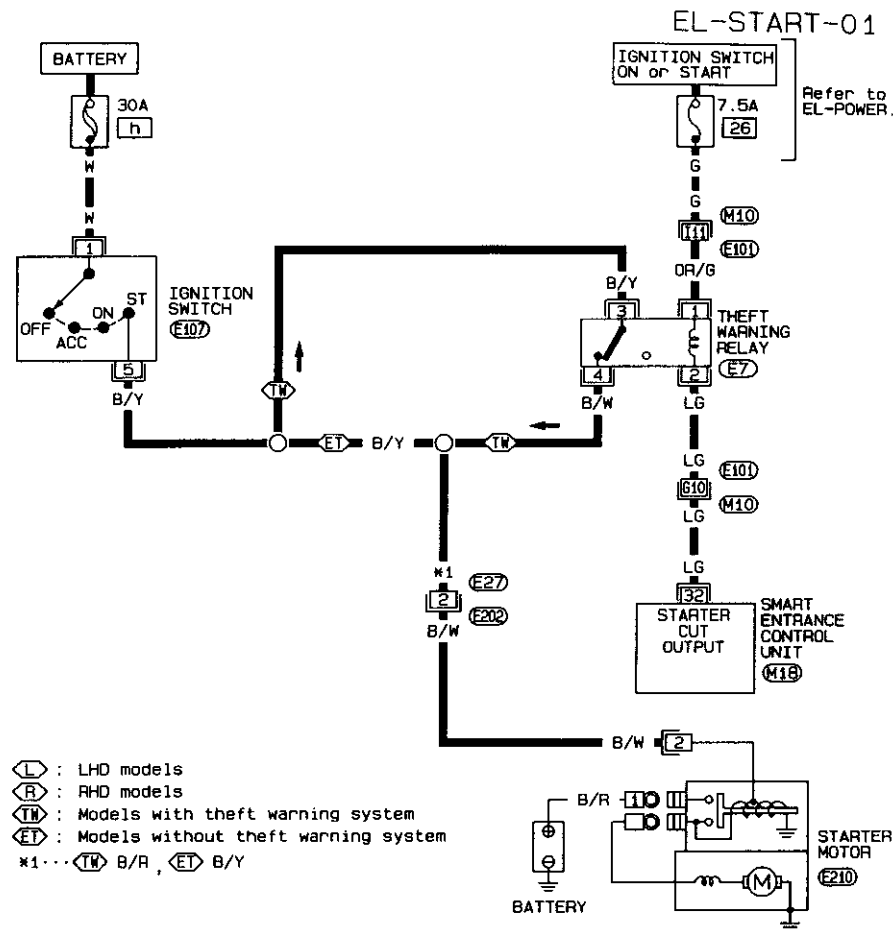 EL-START-01
BATTERY
30A
h
W
W
1
OFF
ACC
ON
ST
IGNITION
SWITCH
E107
5
B/Y
IGNITION SWITCH
ON or START
Refer to
EL-POWER.
7.5A
26
G
G
I11
M10
E101
OR/G
B/Y
3
1
THEFT
WARNING
RELAY
E7
4
2
B/W
LG
TW
ET
B/Y
TW
LG
E101
G10
M10
LG
LG
32
*1
E27
2
E202
B/W
STARTER
CUT
OUTPUT
SMART
ENTRANCE
CONTROL
UNIT
M18
B/W
2
L : LHD models
R : RHD models
TW : Models with theft warning system
ET : Models without theft warning system
*1··· TW B/R , ET B/Y
B/R
1
BATTERY
M
STARTER
MOTOR
E210